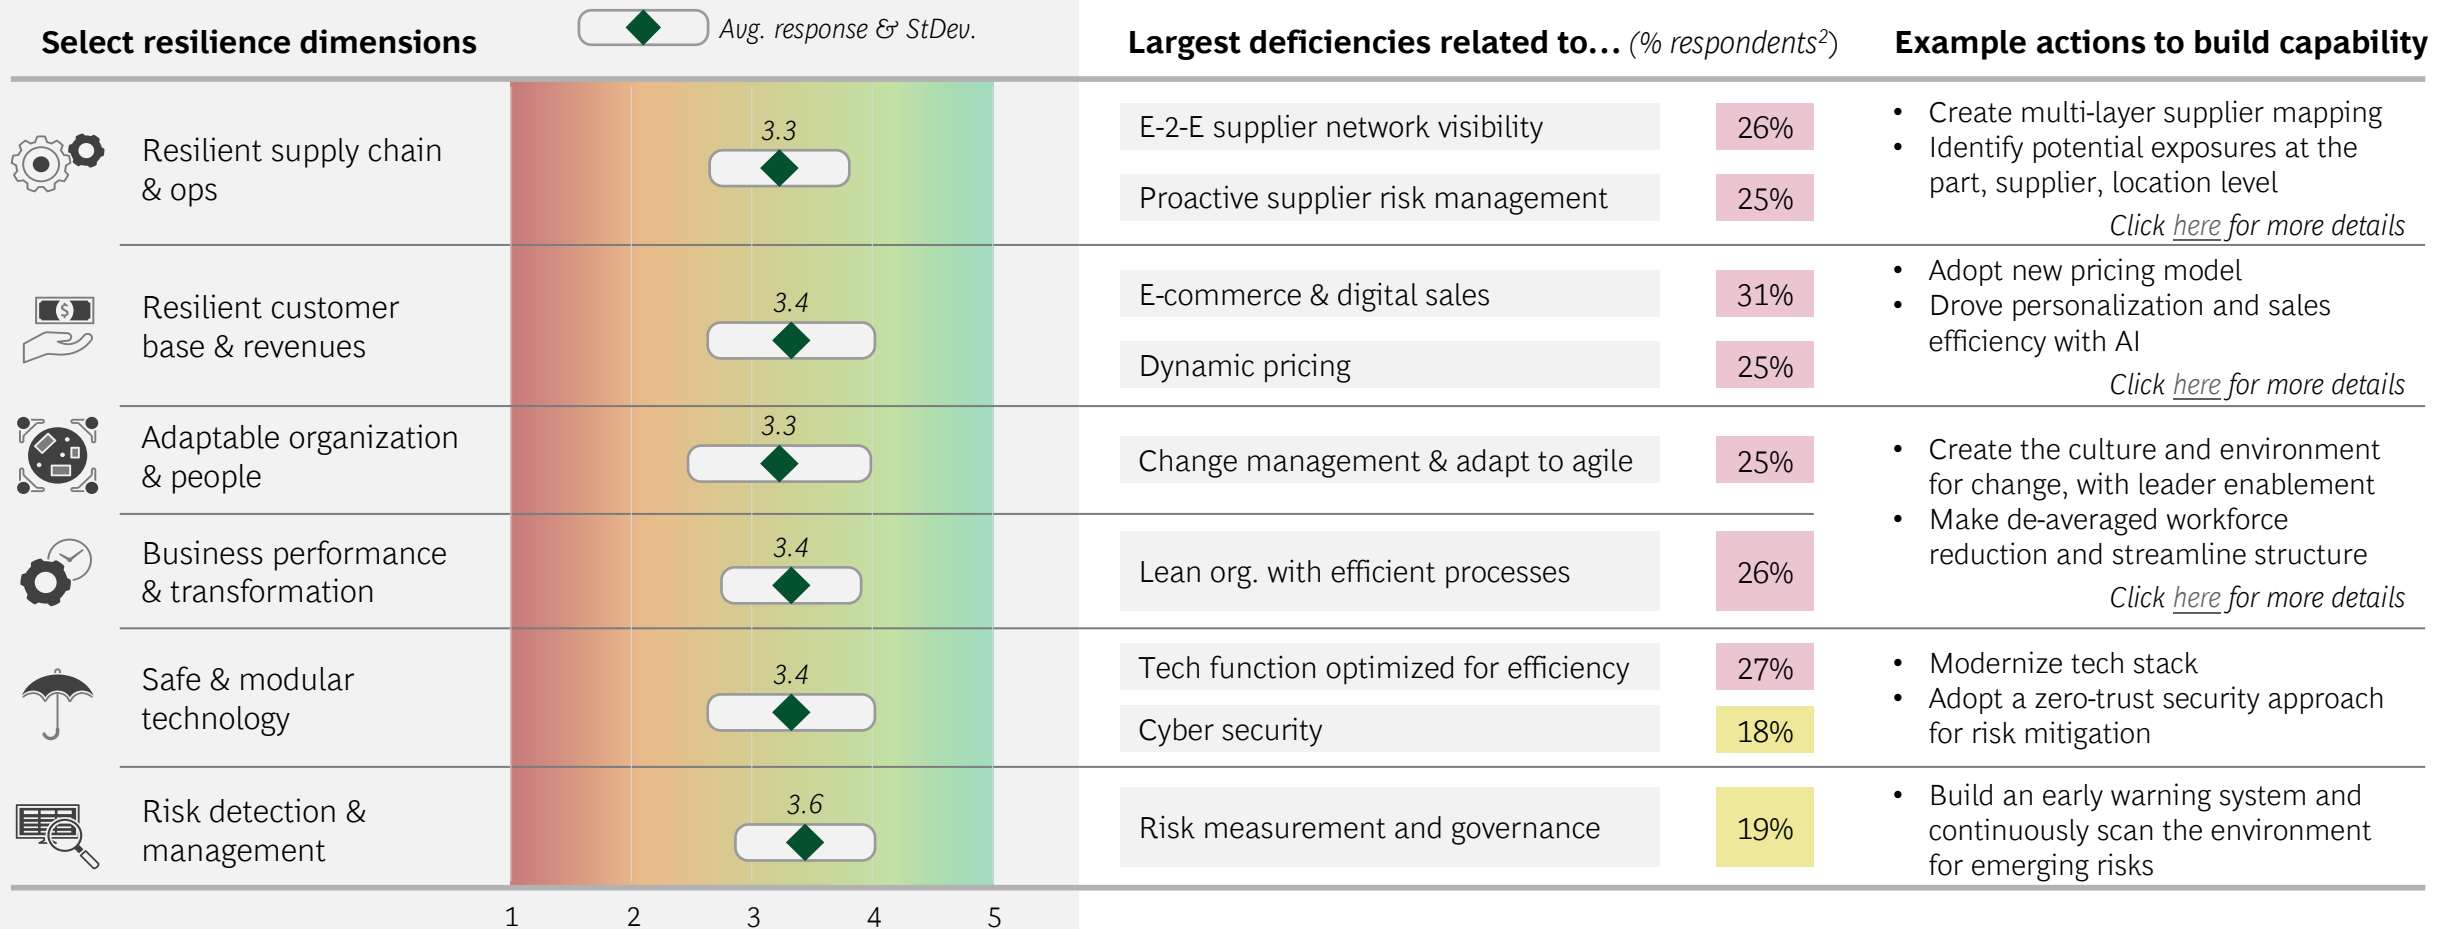 Select resilience dimensions
Avg. response & StDev.
Largest deficiencies related to… (% respondents²)
Example actions to build capability
Resilient supply chain
& ops
3.3
E-2-E supplier network visibility
26%
Proactive supplier risk management
25%
• Create multi-layer supplier mapping
• Identify potential exposures at the
part, supplier, location level
Click here for more details
Resilient customer
base & revenues
3.4
E-commerce & digital sales
31%
Dynamic pricing
25%
• Adopt new pricing model
• Drove personalization and sales
efficiency with AI
Click here for more details
Adaptable organization
& people
3.3
Change management & adapt to agile
25%
Business performance
& transformation
3.4
Lean org. with efficient processes
26%
• Create the culture and environment
for change, with leader enablement
• Make de-averaged workforce
reduction and streamline structure
Click here for more details
Safe & modular
technology
3.4
Tech function optimized for efficiency
27%
Cyber security
18%
• Modernize tech stack
• Adopt a zero-trust security approach
for risk mitigation
Risk detection &
management
3.6
Risk measurement and governance
19%
• Build an early warning system and
continuously scan the environment
for emerging risks
1 2 3 4 5